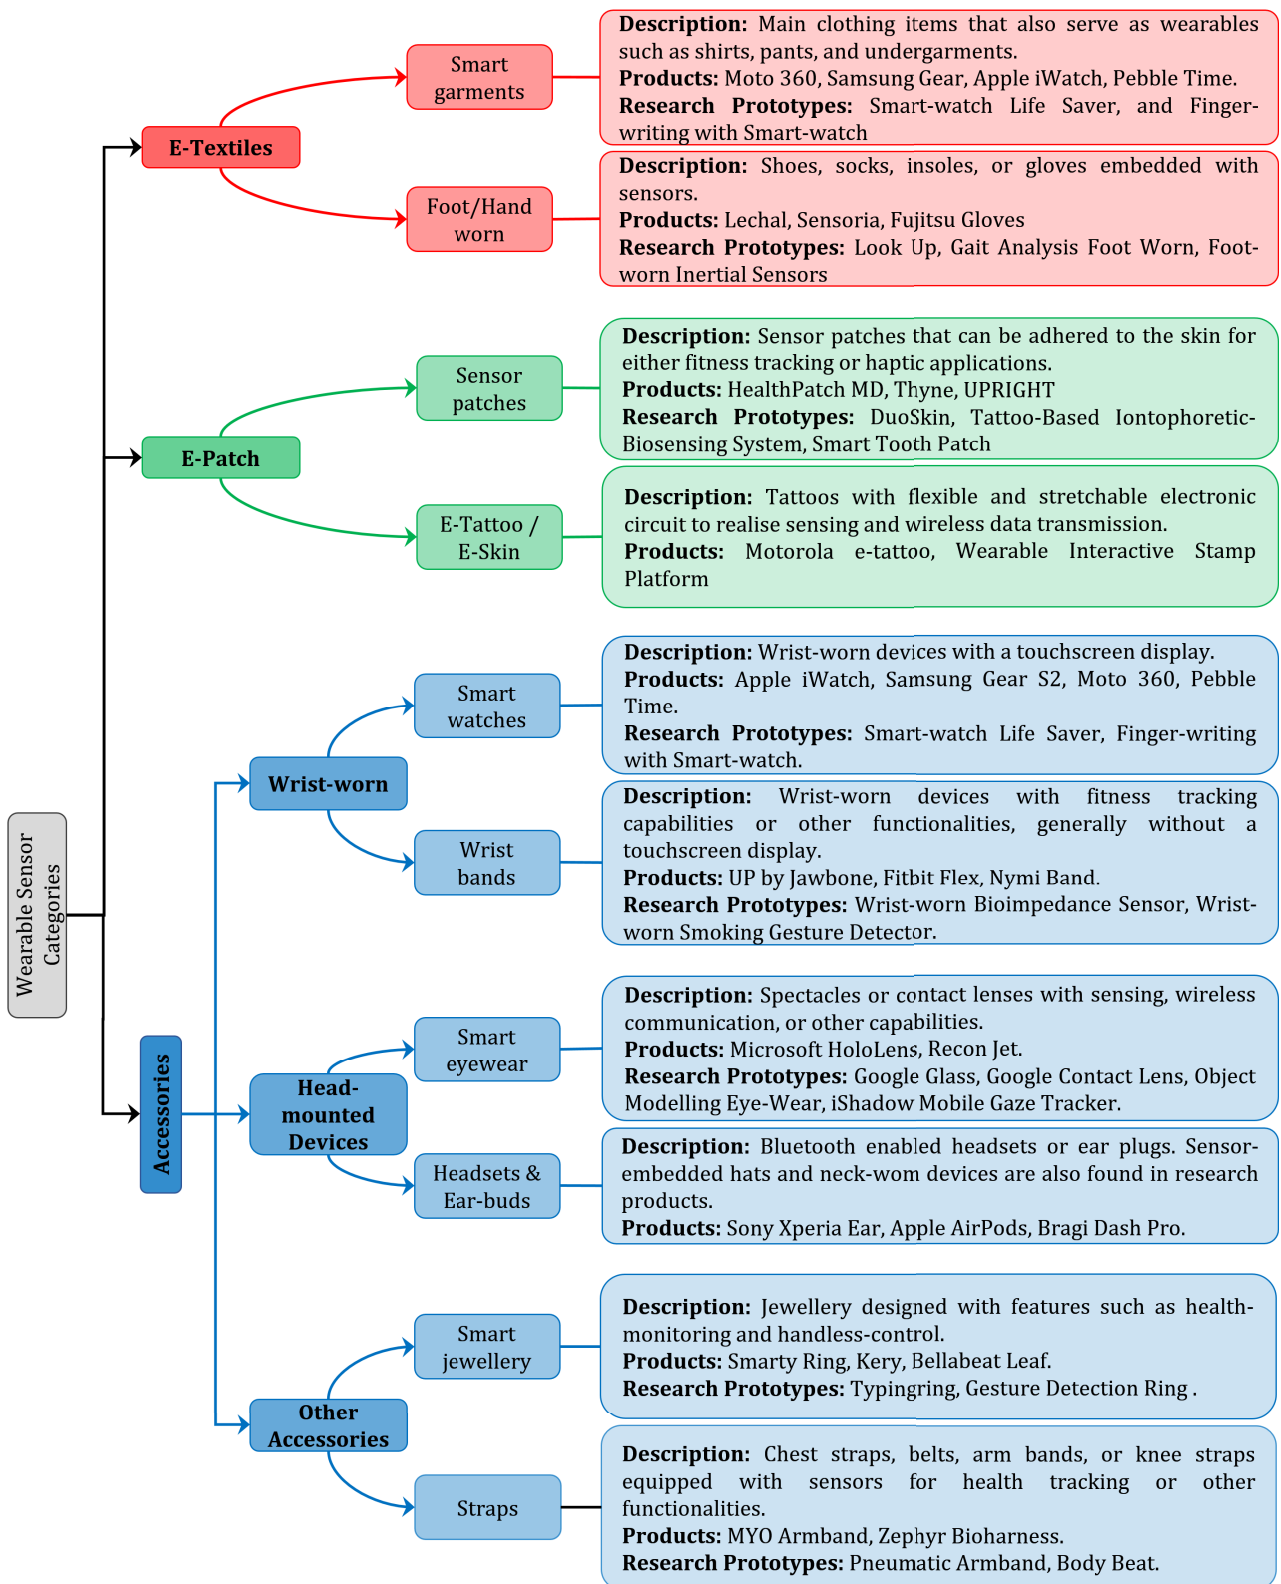 Wearable Sensor
Categories
E-Textiles
Smart
garments
Description: Main clothing items that also serve as wearables
such as shirts, pants, and undergarments.
Products: Moto 360, Samsung Gear, Apple iWatch, Pebble Time.
Research Prototypes: Smart-watch Life Saver, and Finger-
writing with Smart-watch
Foot/Hand
worn
Description: Shoes, socks, insoles, or gloves embedded with
sensors.
Products: Lechal, Sensoria, Fujitsu Gloves
Research Prototypes: Look Up, Gait Analysis Foot Worn, Foot-
worn Inertial Sensors
E-Patch
Sensor
patches
Description: Sensor patches that can be adhered to the skin for
either fitness tracking or haptic applications.
Products: HealthPatch MD, Thyne, UPRIGHT
Research Prototypes: DuoSkin, Tattoo-Based Iontophoretic-
Biosensing System, Smart Tooth Patch
E-Tattoo /
E-Skin
Description: Tattoos with flexible and stretchable electronic
circuit to realise sensing and wireless data transmission.
Products: Motorola e-tattoo, Wearable Interactive Stamp
Platform
Accessories
Wrist-worn
Smart
watches
Description: Wrist-worn devices with a touchscreen display.
Products: Apple iWatch, Samsung Gear S2, Moto 360, Pebble
Time.
Research Prototypes: Smart-watch Life Saver, Finger-writing
with Smart-watch.
Wrist
bands
Description: Wrist-worn devices with fitness tracking
capabilities or other functionalities, generally without a
touchscreen display.
Products: UP by Jawbone, Fitbit Flex, Nymi Band.
Research Prototypes: Wrist-worn Bioimpedance Sensor, Wrist-
worn Smoking Gesture Detector.
Head-
mounted
Devices
Smart
eyewear
Description: Spectacles or contact lenses with sensing, wireless
communication, or other capabilities.
Products: Microsoft HoloLens, Recon Jet.
Research Prototypes: Google Glass, Google Contact Lens, Object
Modelling Eye-Wear, iShadow Mobile Gaze Tracker.
Headsets &
Ear-buds
Description: Bluetooth enabled headsets or ear plugs. Sensor-
embedded hats and neck-wom devices are also found in research
products.
Products: Sony Xperia Ear, Apple AirPods, Bragi Dash Pro.
Other
Accessories
Smart
jewellery
Description: Jewellery designed with features such as health-
monitoring and handless-control.
Products: Smarty Ring, Kery, Bellabeat Leaf.
Research Prototypes: Typingring, Gesture Detection Ring .
Straps
Description: Chest straps, belts, arm bands, or knee straps
equipped with sensors for health tracking or other
functionalities.
Products: MYO Armband, Zephyr Bioharness.
Research Prototypes: Pneumatic Armband, Body Beat.